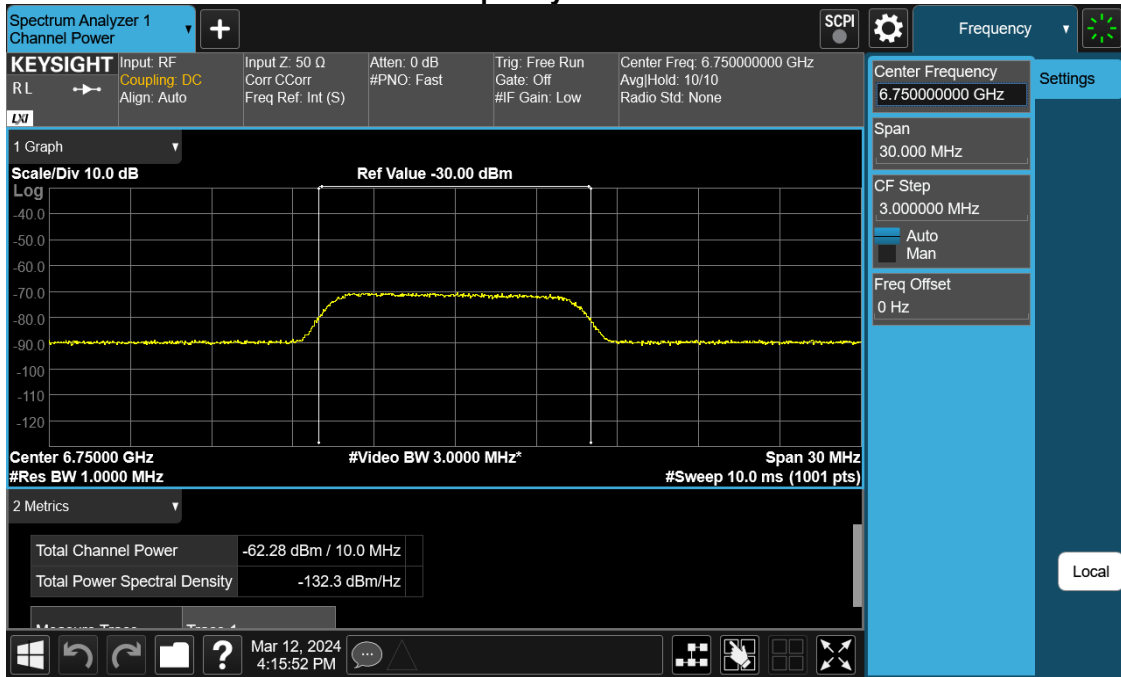 Spectrum Analyzer 1
Channel Power
SCPI
Frequency
KEYSIGHT
R L
LXI
Input: RF
Coupling: DC
Align: Auto
Input Z: 50 Ω
Corr CCorr
Freq Ref: Int (S)
Atten: 0 dB
#PNO: Fast
Trig: Free Run
Gate: Off
#IF Gain: Low
Center Freq: 6.750000000 GHz
Avg|Hold: 10/10
Radio Std: None
Center Frequency
6.750000000 GHz
Settings
Span
30.000 MHz
CF Step
3.000000 MHz
Auto
Man
Freq Offset
0 Hz
1 Graph
Scale/Div 10.0 dB
Ref Value -30.00 dBm
Log
-40.0
-50.0
-60.0
-70.0
-80.0
-90.0
-100
-110
-120
Center 6.75000 GHz
#Video BW 3.0000 MHz*
Span 30 MHz
#Res BW 1.0000 MHz
#Sweep 10.0 ms (1001 pts)
2 Metrics
Total Channel Power -62.28 dBm / 10.0 MHz
Total Power Spectral Density -132.3 dBm/Hz
Local
Mar 12, 2024
4:15:52 PM